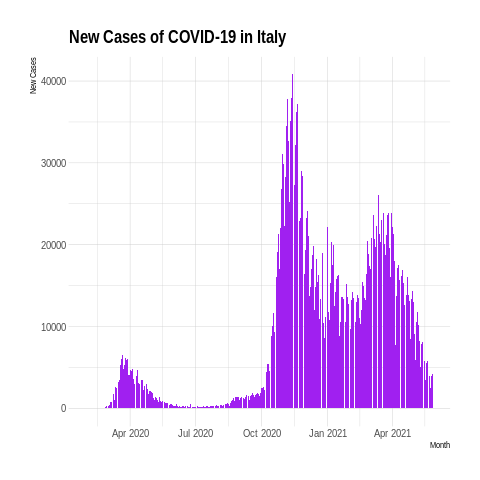 New Cases of COVID-19 in Italy
New Cases
40000
30000
20000
10000
0
Apr 2020 Jul 2020 Oct 2020 Jan 2021 Apr 2021
Month